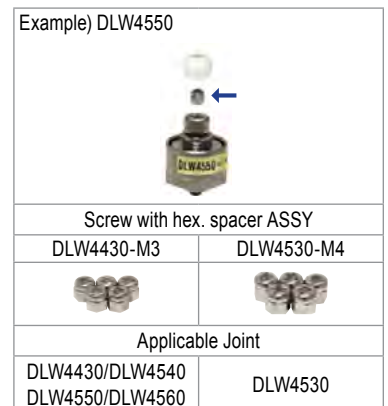 Example) DLW4550
DLW4550
Screw with hex. spacer ASSY
DLW4430-M3 DLW4530-M4
Applicable Joint
DLW4430/DLW4540 DLW4530
DLW4550/DLW4560